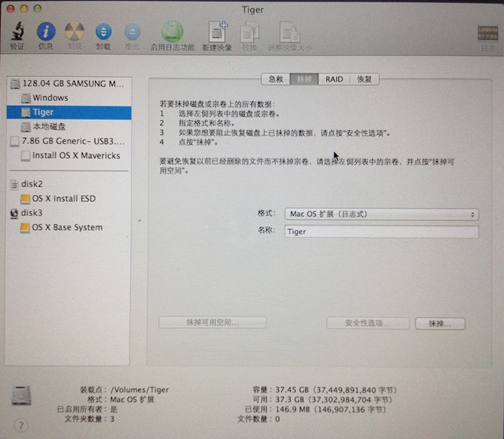 Tiger
验证
信息
卸载
启用日志功能
新建映像
转换
调整映像大小
日志
128.04 GB SAMSUNG M...
Windows
Tiger
本地磁盘
7.86 GB Generic- USB3....
Install OS X Mavericks
disk2
OS X Install ESD
disk3
OS X Base System
急救
抹掉
RAID
恢复
若要抹掉磁盘或宗卷上的所有数据:
1 选择左侧列表中的磁盘或宗卷。
2 指定格式和名称。
3 如果您想要阻止恢复磁盘上已抹掉的数据，请点按“安全性选项”。
4 点按“抹掉”。
要避免恢复以前已经删除的文件而不抹掉宗卷，请选择左侧列表中的宗卷，并点按“抹掉可
用空间”。
格式: Mac OS 扩展（日志式）
名称: Tiger
抹掉可用空间...
安全性选项...
抹掉...
装载点: /Volumes/Tiger
格式: Mac OS 扩展
已启用所有者: 是
文件夹数量: 3
容量: 37.45 GB（37,449,891,840 字节）
可用: 37.3 GB（37,302,984,704 字节）
已使用: 146.9 MB（146,907,136 字节）
文件数量: 0
?